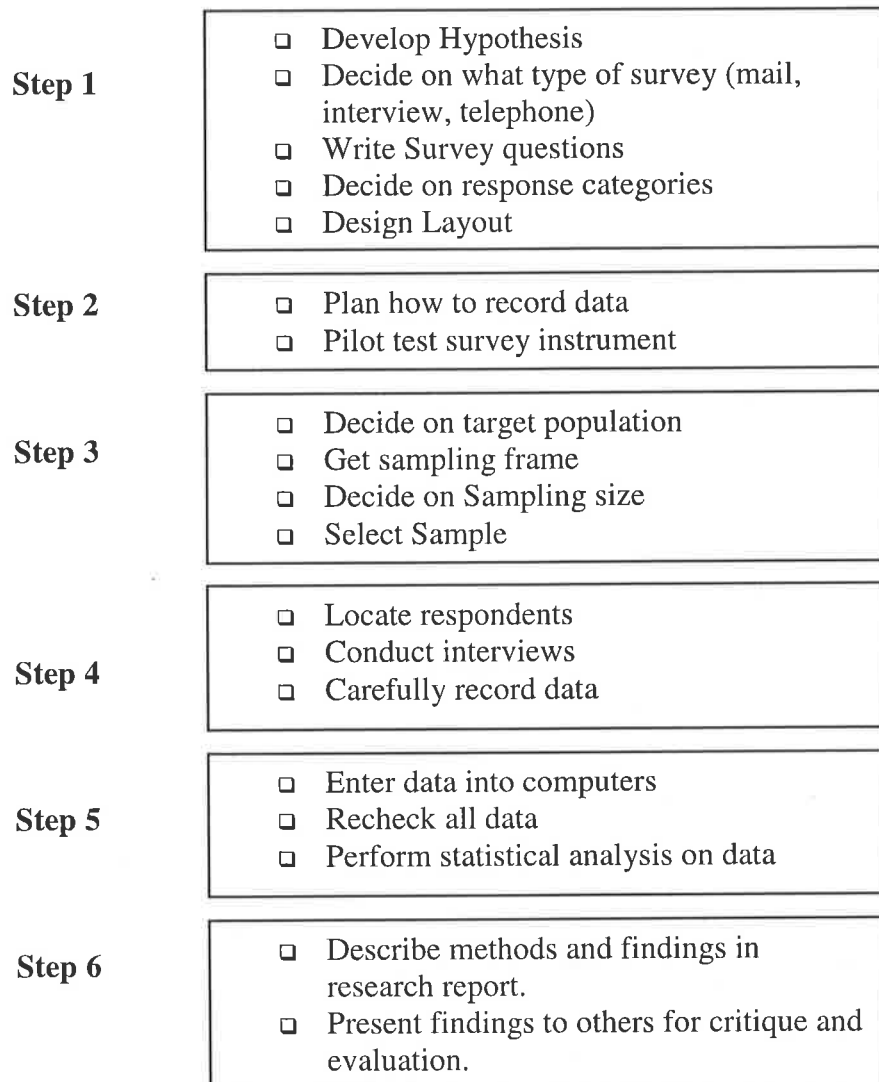 Step 1
❑ Develop Hypothesis
❑ Decide on what type of survey (mail,
interview, telephone)
❑ Write Survey questions
❑ Decide on response categories
❑ Design Layout
Step 2
❑ Plan how to record data
❑ Pilot test survey instrument
Step 3
❑ Decide on target population
❑ Get sampling frame
❑ Decide on Sampling size
❑ Select Sample
Step 4
❑ Locate respondents
❑ Conduct interviews
❑ Carefully record data
Step 5
❑ Enter data into computers
❑ Recheck all data
❑ Perform statistical analysis on data
Step 6
❑ Describe methods and findings in
research report.
❑ Present findings to others for critique and
evaluation.